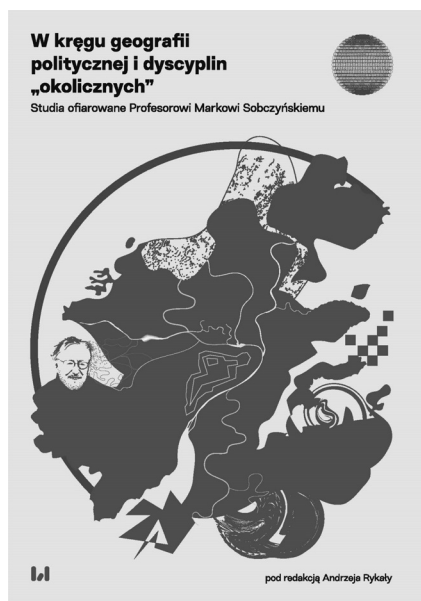 W kręgu geografii
politycznej i dyscyplin
„okolicznych”
Studia ofiarowane Profesorowi Markowi Sobczyńskiemu
pod redakcją Andrzeja Rykały